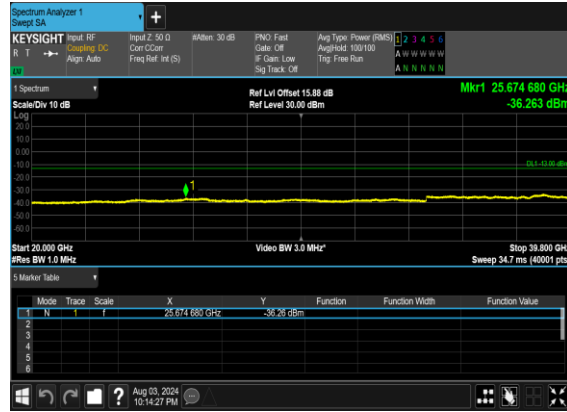 Spectrum Analyzer 1
Swept SA
+
KEYSIGHT Input: RF Input Z: 50 Ω #Atten: 30 dB PNO: Fast Avg Type: Power (RMS) 1 2 3 4 5 6
R T Coupling: DC Corr CCorr Gate: Off Avg|Hold: 100/100 A W W W W W
Align: Auto Freq Ref: Int (S) IF Gain: Low Trig: Free Run
Sig Track: Off A N N N N N
1 Spectrum Ref Lvl Offset 15.88 dB Mkr1 25.674 680 GHz
Scale/Div 10 dB Ref Level 30.00 dBm -36.263 dBm
Log
20.0
10.0
0.00
-10.0
DL1 -13.00 dBm
-20.0
1
-30.0
-40.0
-50.0
-60.0
Start 20.000 GHz Video BW 3.0 MHz* Stop 39.800 GHz
#Res BW 1.0 MHz Sweep 34.7 ms (40001 pts)
5 Marker Table
Mode Trace Scale X Y Function Function Width Function Value
1 N 1 f 25.674 680 GHz -36.26 dBm
2
3
4
5
6
? Aug 03, 2024
10:14:27 PM